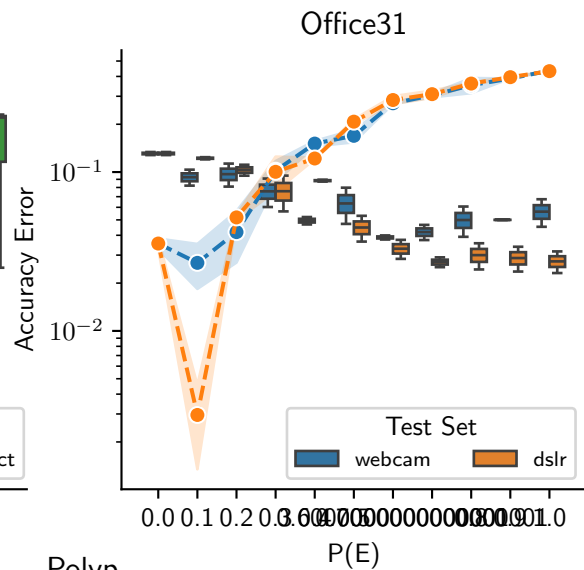 Office31
Accuracy Error
10⁻¹
10⁻²
Test Set
webcam
dslr
ct
0.0 0.1 0.2
1.0
P(E)
Polyp